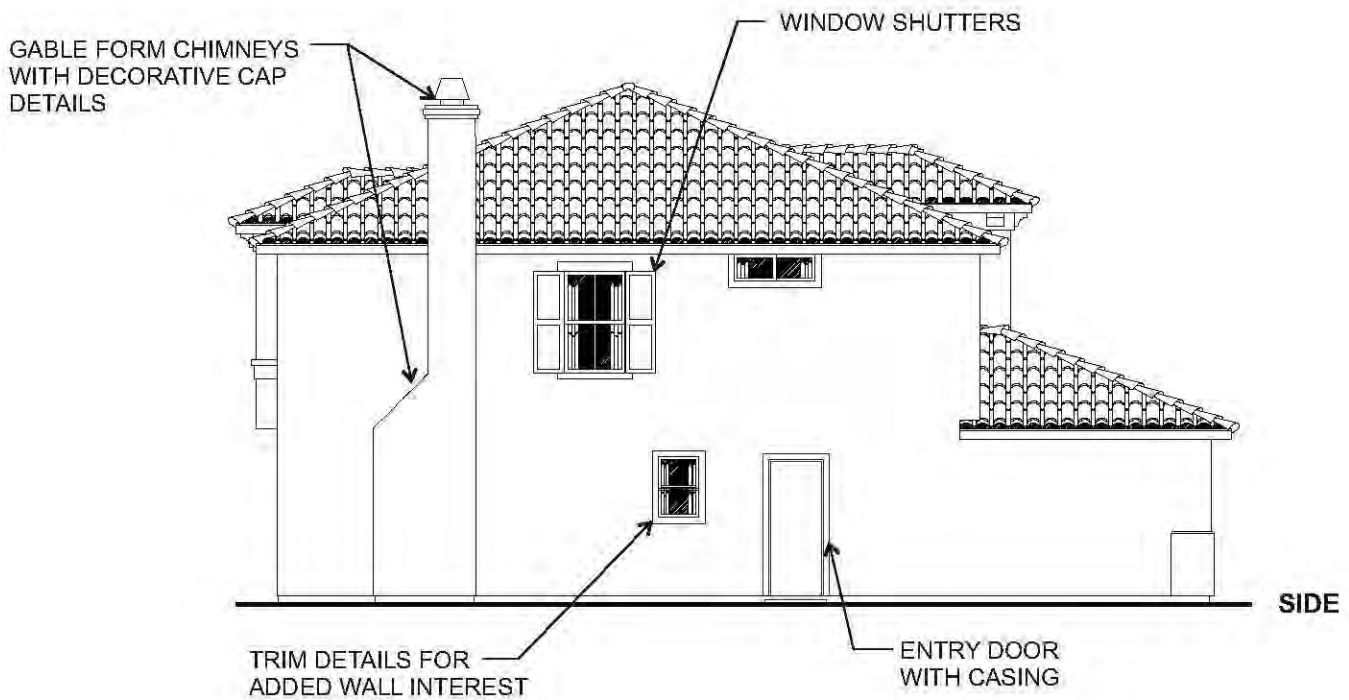 GABLE FORM CHIMNEYS
WITH DECORATIVE CAP
DETAILS
WINDOW SHUTTERS
SIDE
TRIM DETAILS FOR
ADDED WALL INTEREST
ENTRY DOOR
WITH CASING